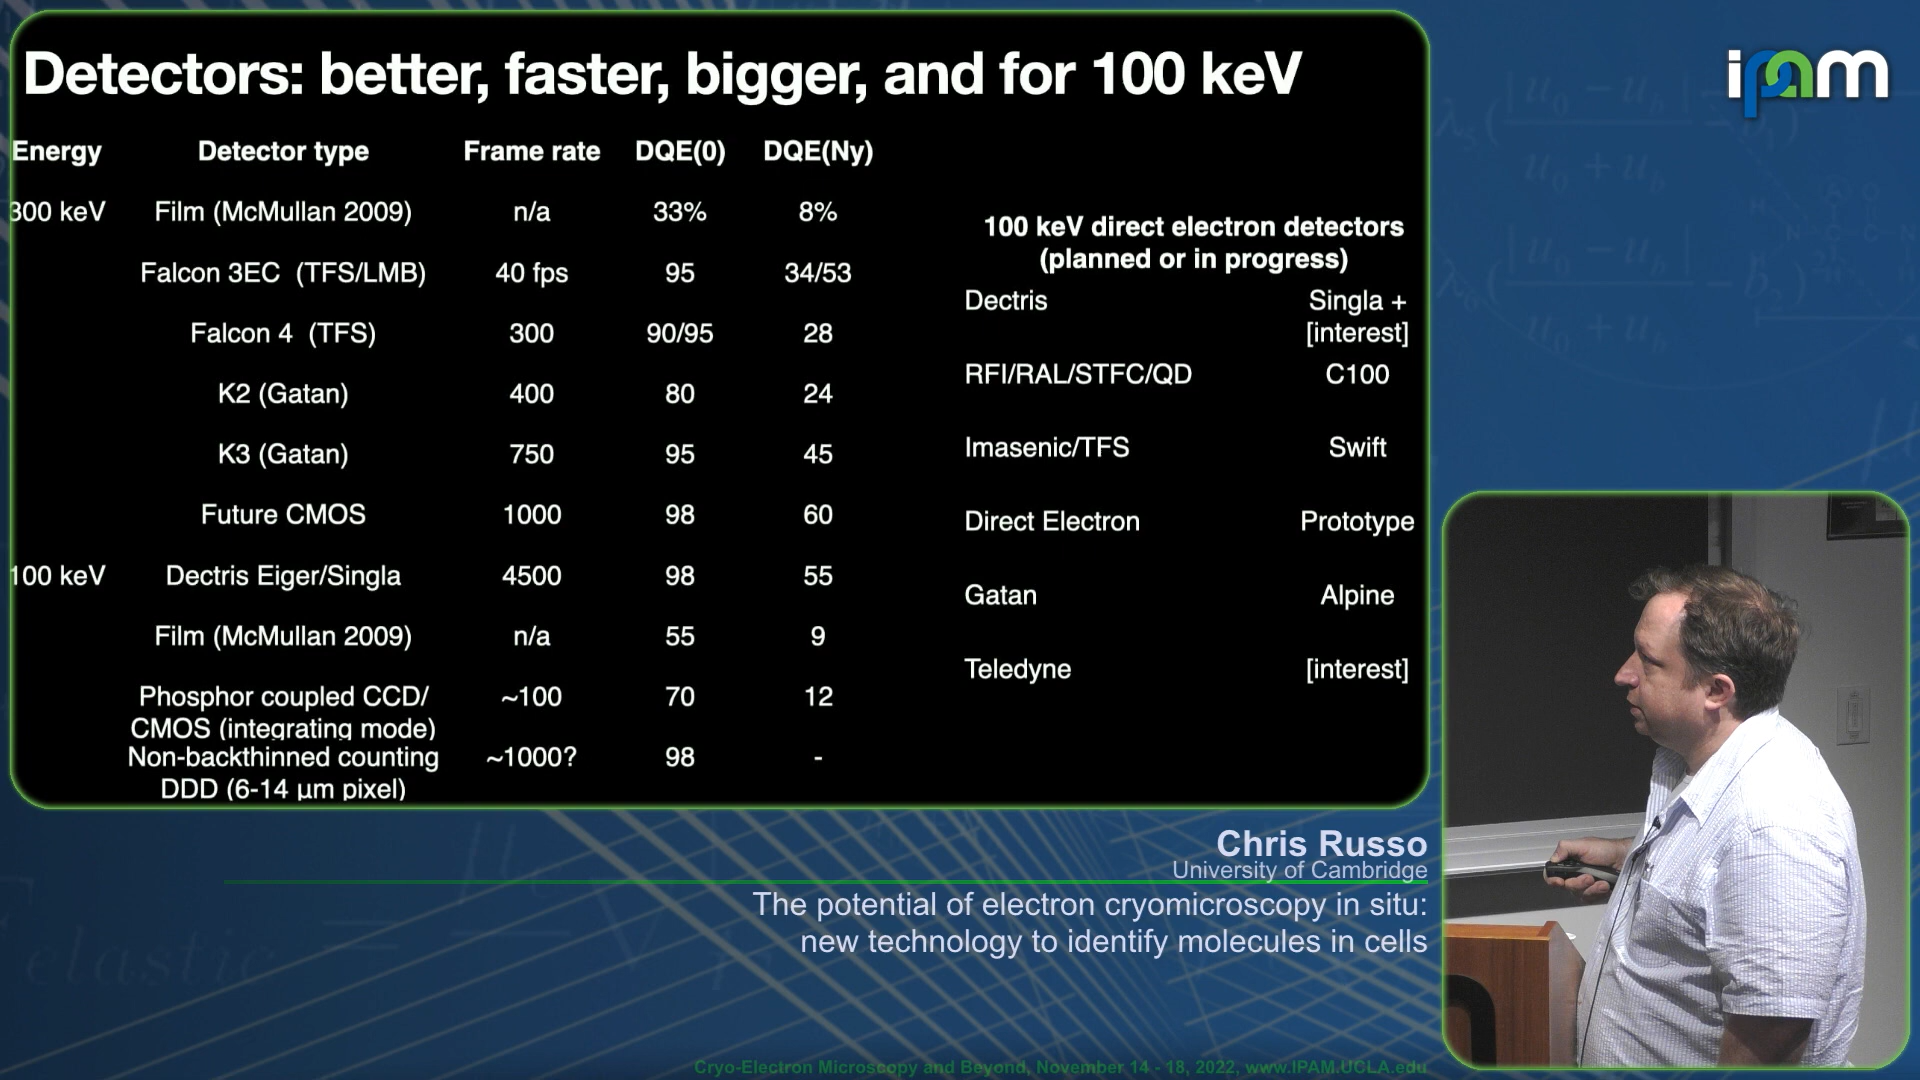 Detectors: better, faster, bigger, and for 100 keV
ipam
Energy Detector type Frame rate DQE(0) DQE(Ny)
300 keV Film (McMullan 2009) n/a 33% 8%
Falcon 3EC (TFS/LMB) 40 fps 95 34/53
Falcon 4 (TFS) 300 90/95 28
K2 (Gatan) 400 80 24
K3 (Gatan) 750 95 45
Future CMOS 1000 98 60
100 keV Dectris Eiger/Singla 4500 98 55
Film (McMullan 2009) n/a 55 9
Phosphor coupled CCD/ ~100 70 12
CMOS (integrating mode)
Non-backthinned counting ~1000? 98 -
DDD (6-14 µm pixel)
100 keV direct electron detectors
(planned or in progress)
Dectris Singla +
[interest]
RFI/RAL/STFC/QD C100
Imasenic/TFS Swift
Direct Electron Prototype
Gatan Alpine
Teledyne [interest]
Chris Russo
University of Cambridge
The potential of electron cryomicroscopy in situ:
new technology to identify molecules in cells
elastic
Cryo-Electron Microscopy and Beyond, November 14 - 18, 2022, www.IPAM.UCLA.edu